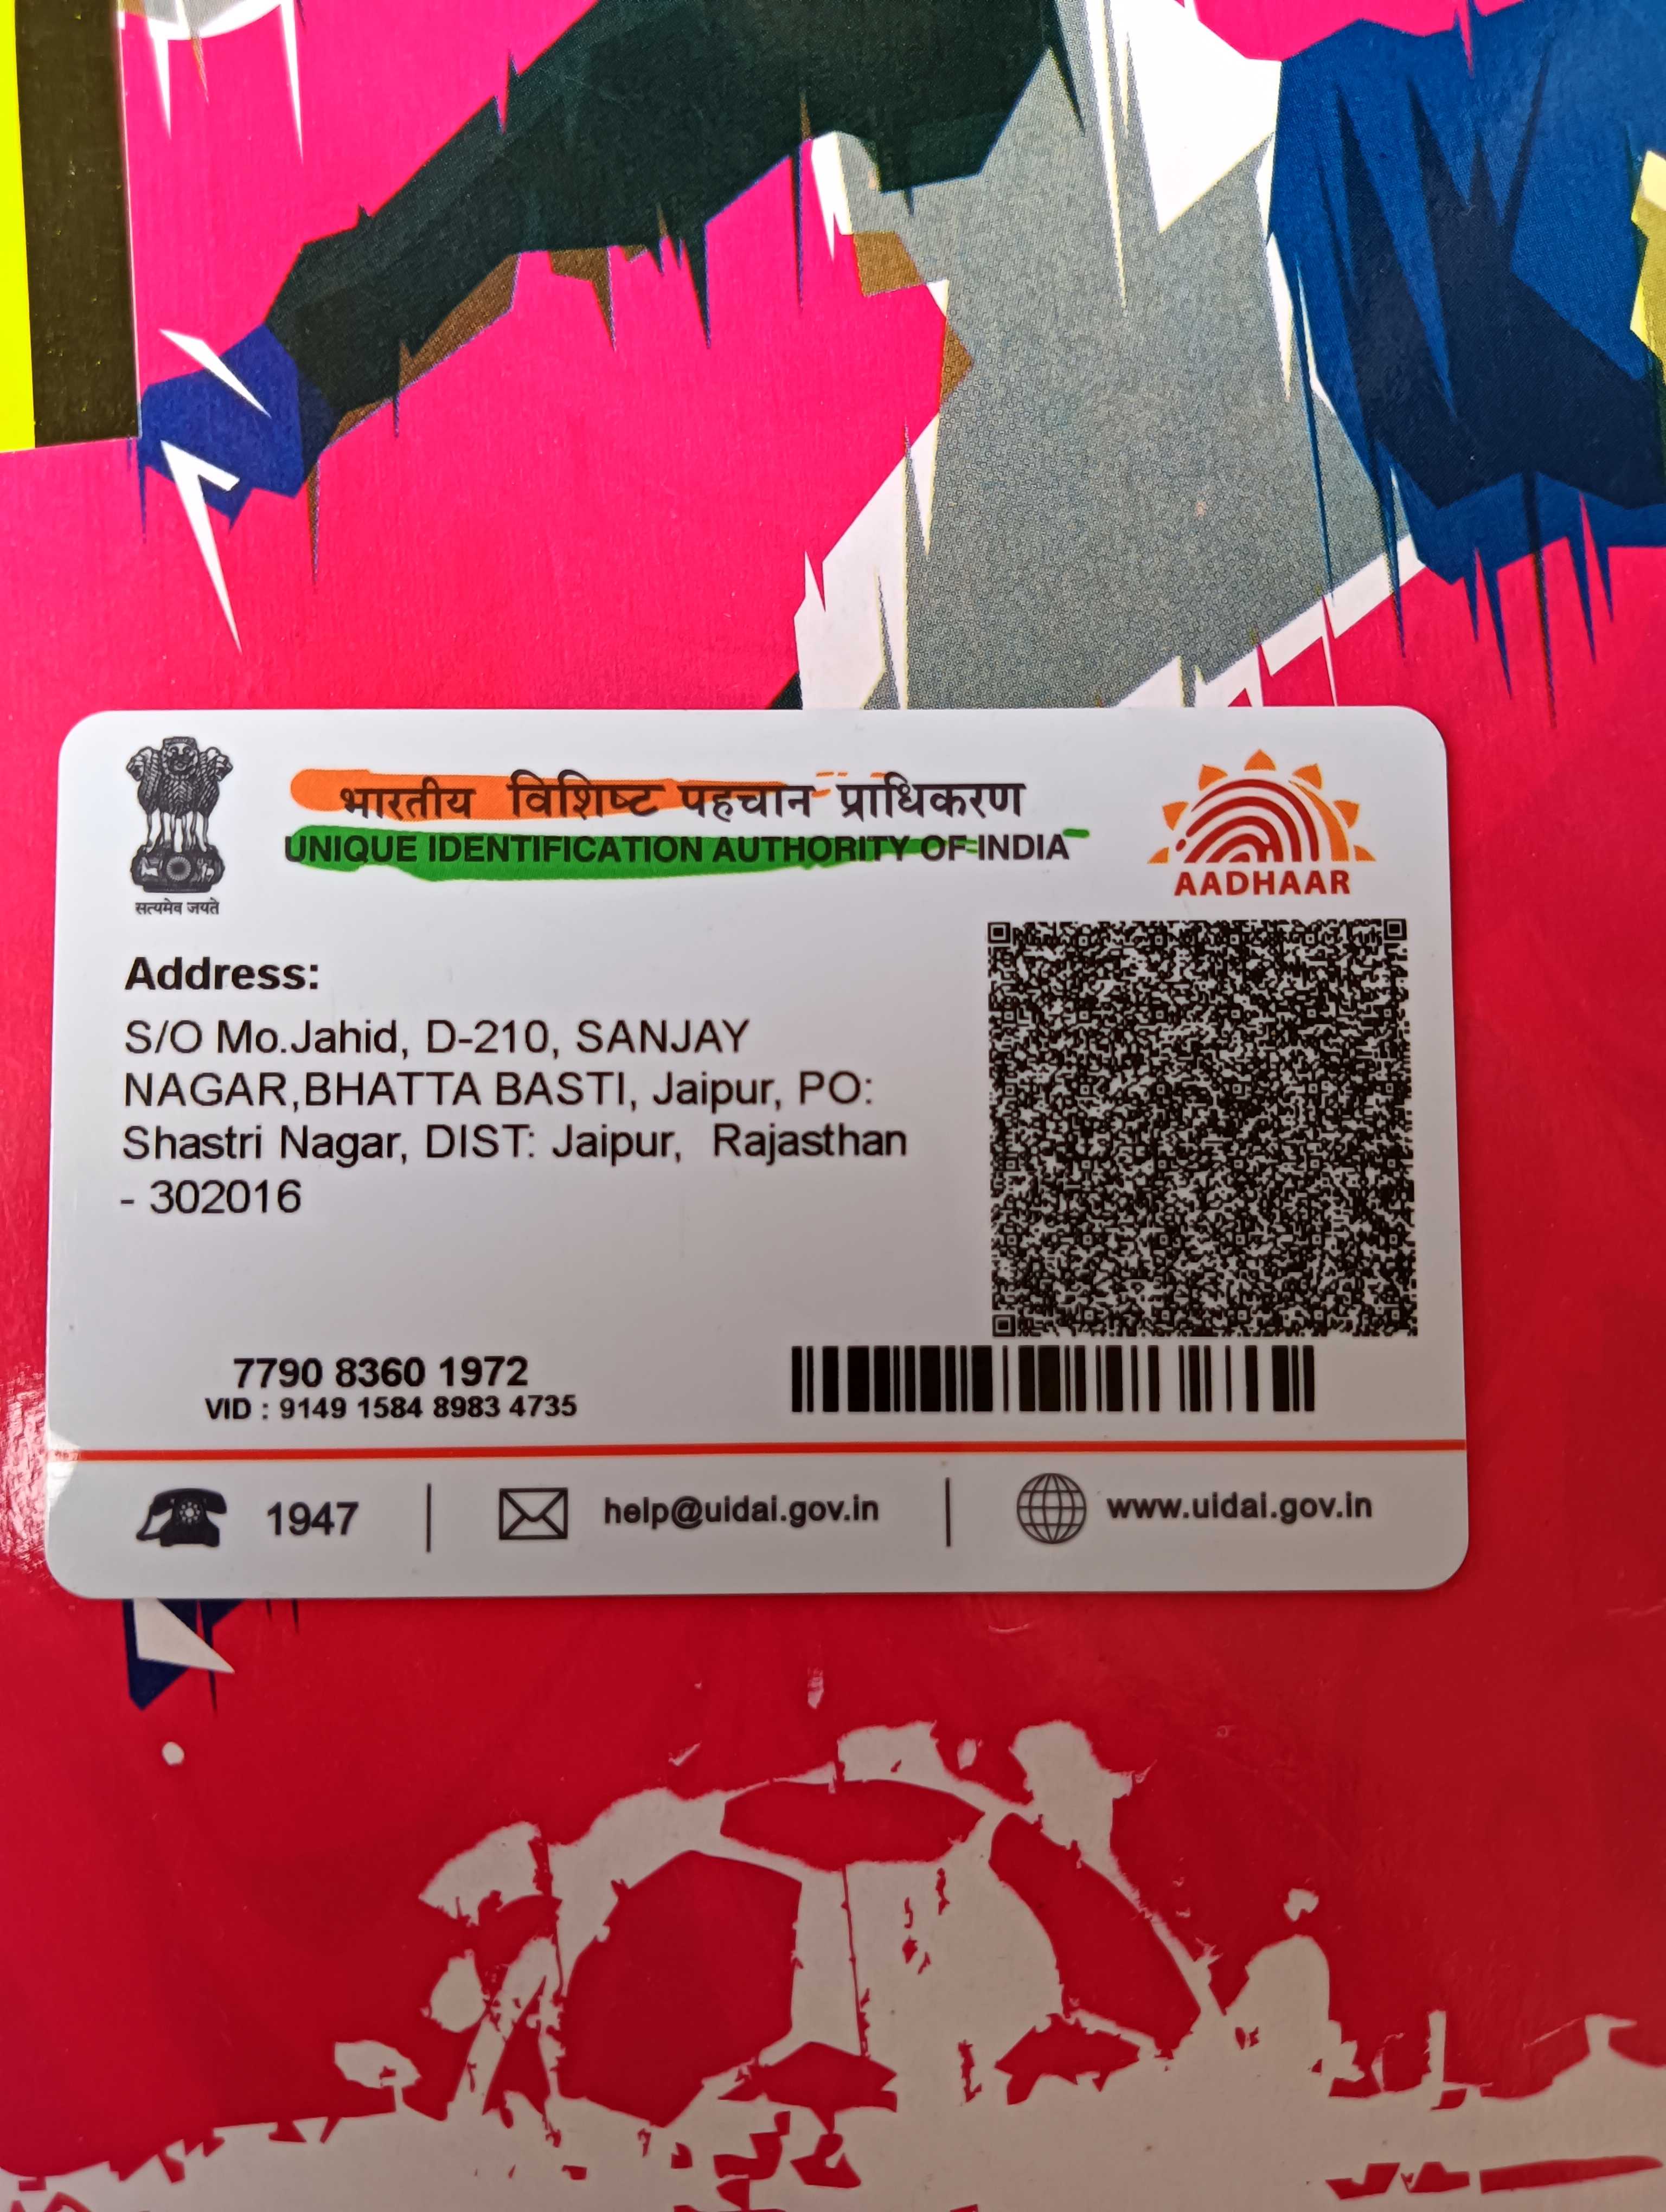 भारतीय विशिष्ट पहचान प्राधिकरण
UNIQUE IDENTIFICATION AUTHORITY OF INDIA
सत्यमेव जयते
AADHAAR
Address:
S/O Mo.Jahid, D-210, SANJAY
NAGAR,BHATTA BASTI, Jaipur, PO:
Shastri Nagar, DIST: Jaipur, Rajasthan
- 302016
7790 8360 1972
VID : 9149 1584 8983 4735
1947
help@uidai.gov.in
www.uidai.gov.in